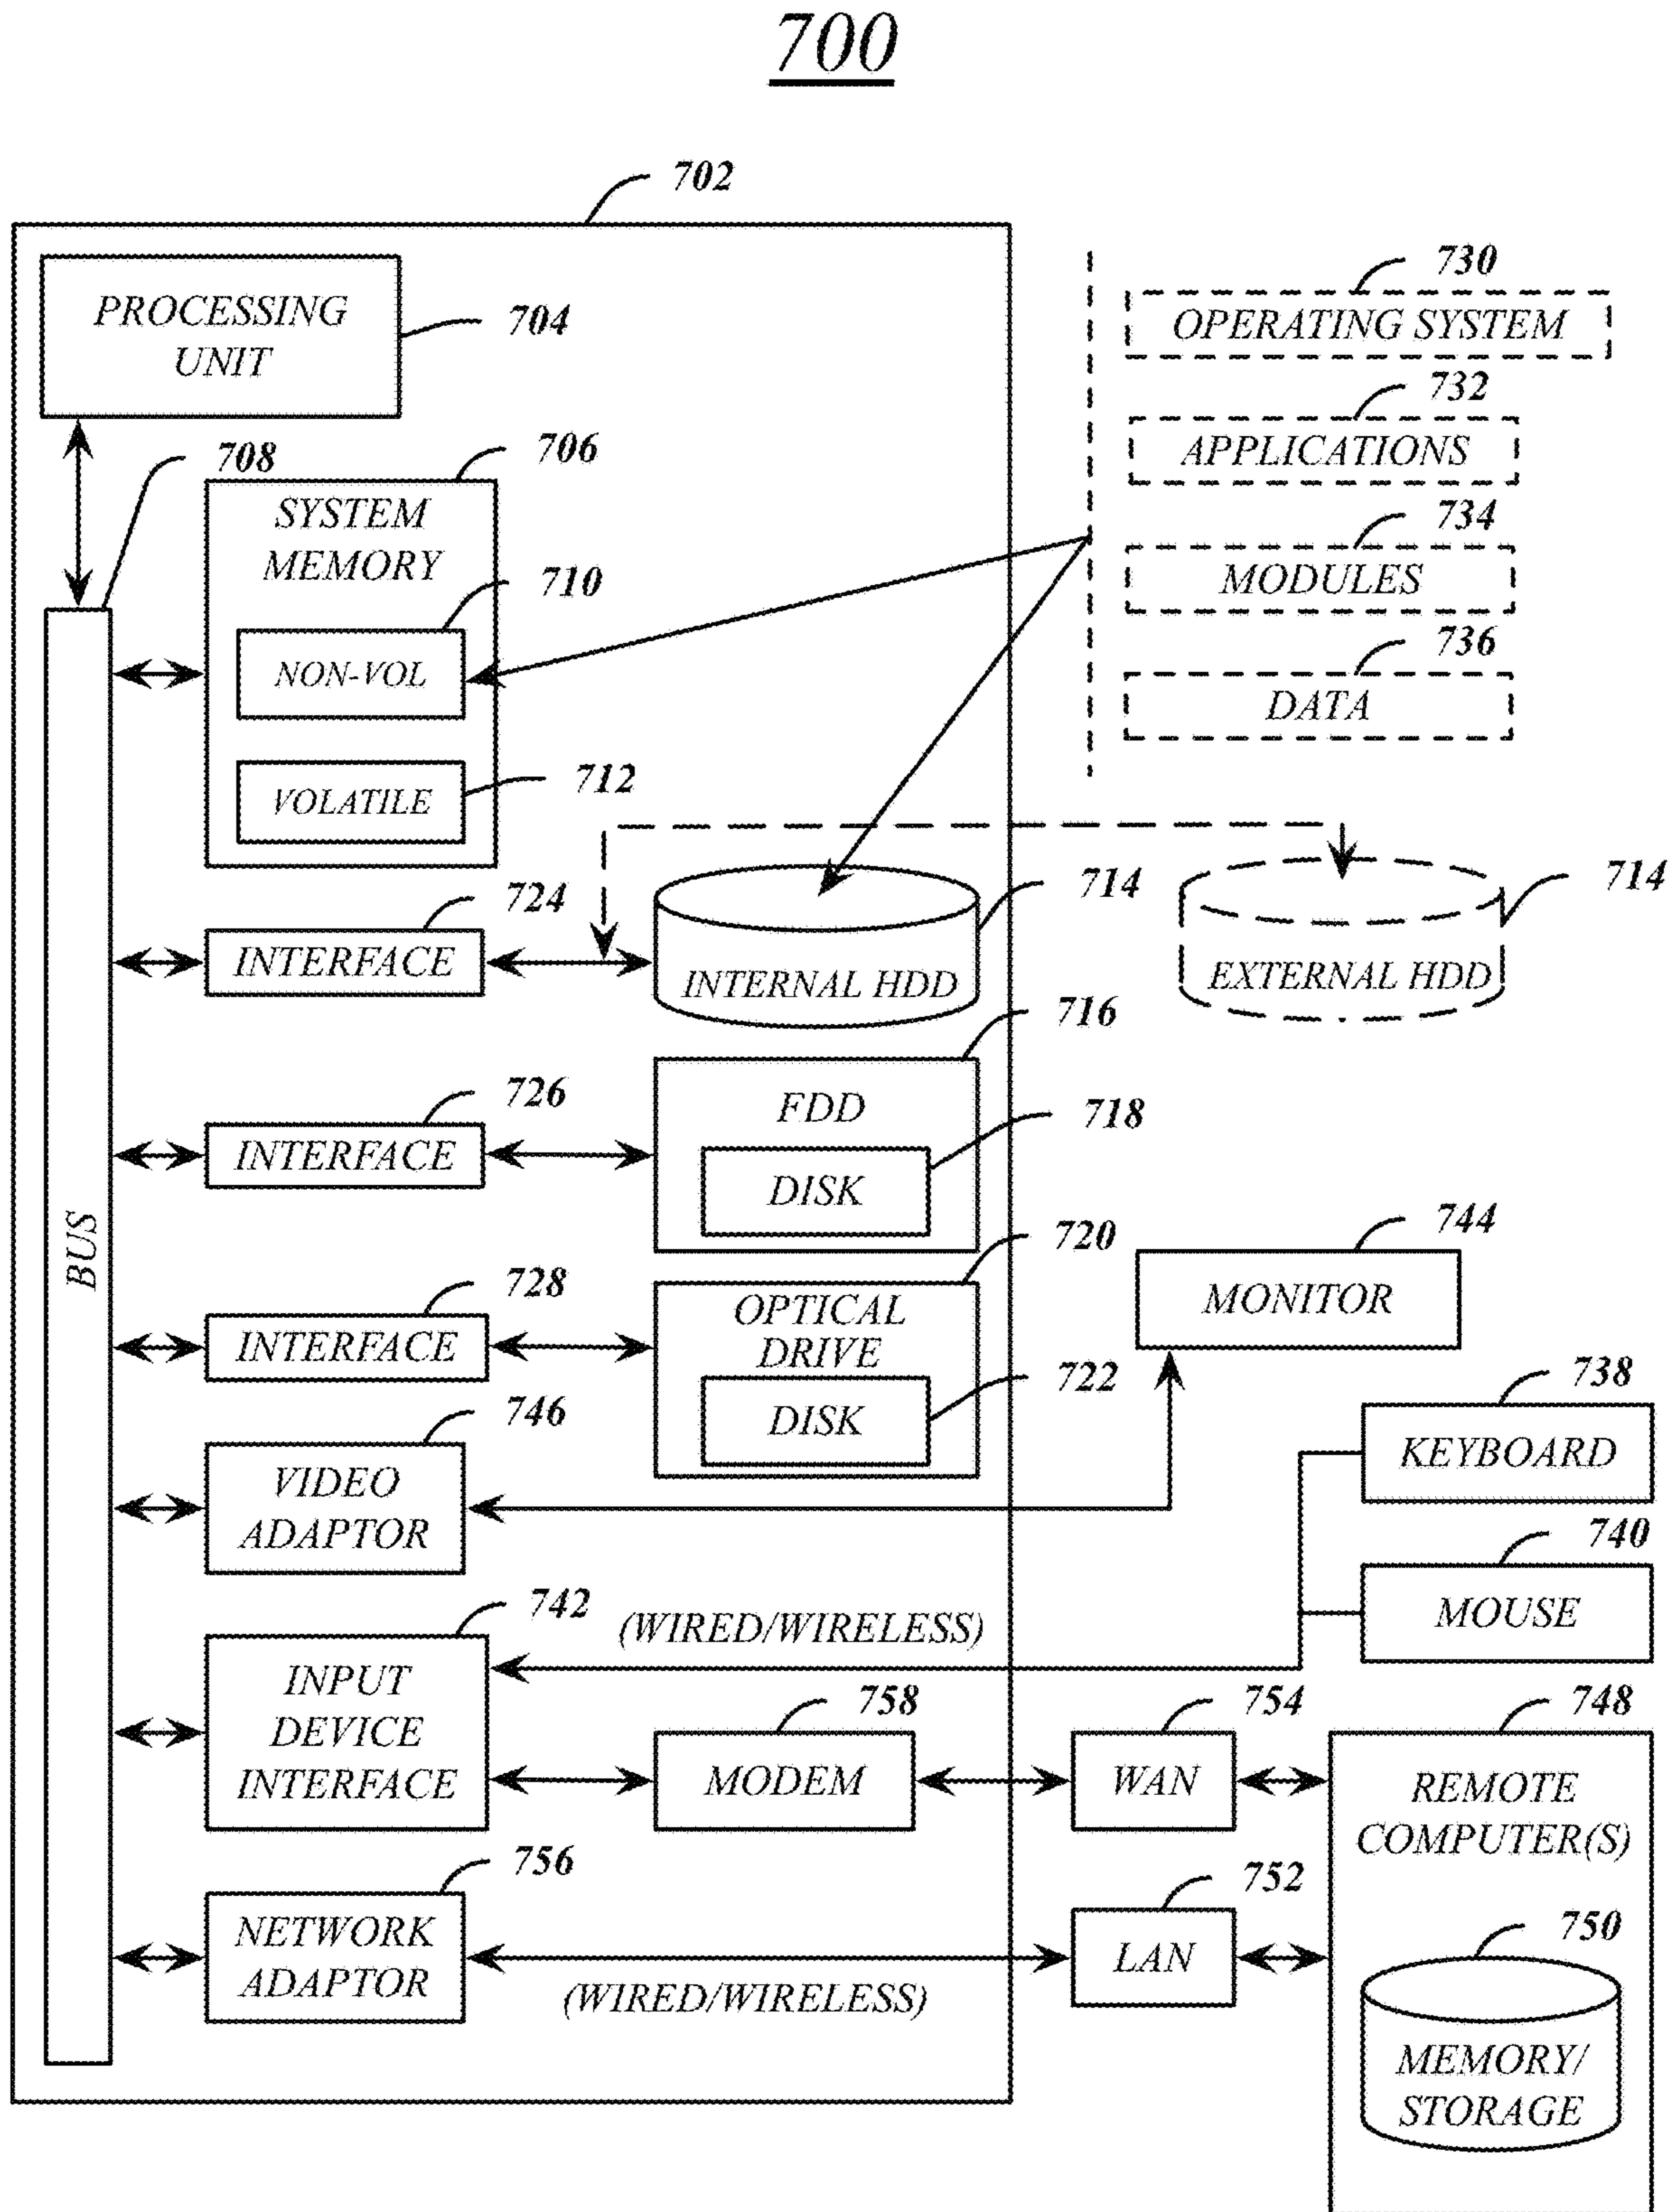 700
702
PROCESSING
UNIT
704
730
OPERATING SYSTEM
732
APPLICATIONS
734
MODULES
736
DATA
708
706
SYSTEM
MEMORY
710
NON-VOL
712
VOLATILE
BUS
724
INTERFACE
714
INTERNAL HDD
714
EXTERNAL HDD
726
INTERFACE
716
FDD
718
DISK
728
INTERFACE
720
OPTICAL
DRIVE
722
DISK
744
MONITOR
746
VIDEO
ADAPTOR
738
KEYBOARD
740
MOUSE
742
INPUT
DEVICE
INTERFACE
(WIRED/WIRELESS)
758
MODEM
754
WAN
748
REMOTE
COMPUTER(S)
756
NETWORK
ADAPTOR
(WIRED/WIRELESS)
752
LAN
750
MEMORY/
STORAGE